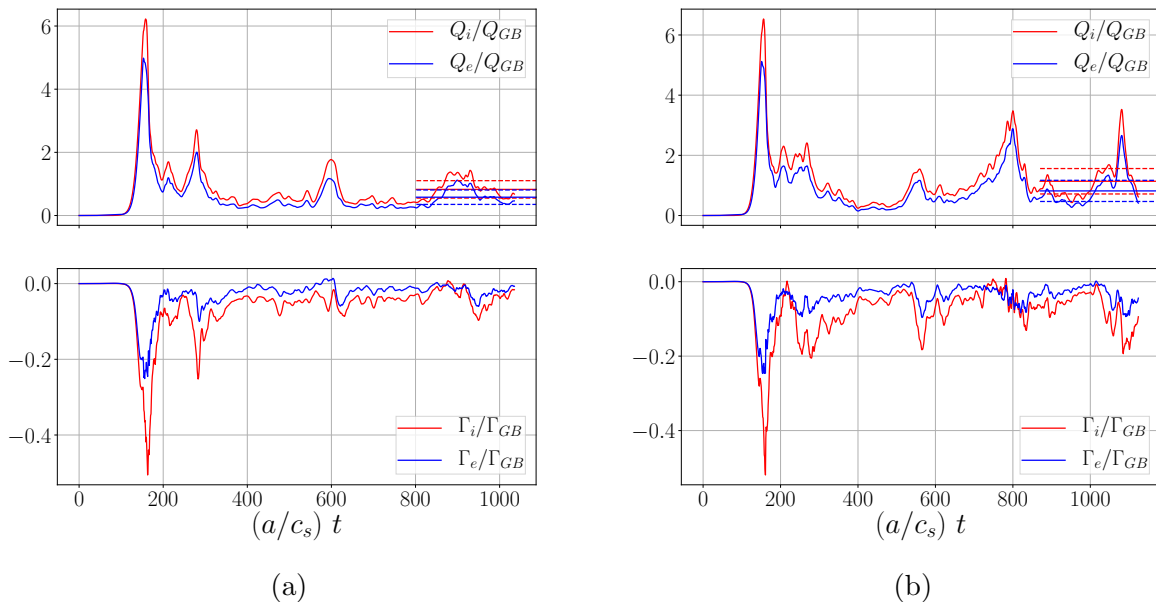 6
4
2
0
Q_i/Q_{GB}
Q_e/Q_{GB}
0.0
−0.2
−0.4
Γ_i/Γ_{GB}
Γ_e/Γ_{GB}
0 200 400 600 800 1000
(a/c_s) t
(a)
6
4
2
0
Q_i/Q_{GB}
Q_e/Q_{GB}
0.0
−0.2
−0.4
Γ_i/Γ_{GB}
Γ_e/Γ_{GB}
0 200 400 600 800 1000
(a/c_s) t
(b)